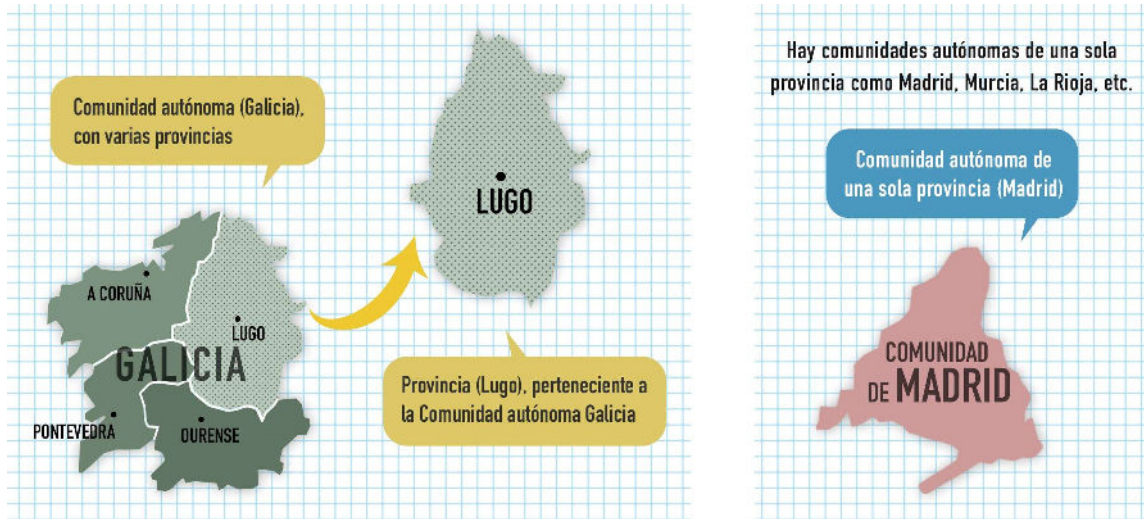 Comunidad autónoma (Galicia),
con varias provincias
LUGO
A CORUÑA
LUGO
GALICIA
PONTEVEDRA
OURENSE
Provincia (Lugo), perteneciente a
la Comunidad autónoma Galicia
Hay comunidades autónomas de una sola
provincia como Madrid, Murcia, La Rioja, etc.
Comunidad autónoma de
una sola provincia (Madrid)
COMUNIDAD
DE MADRID